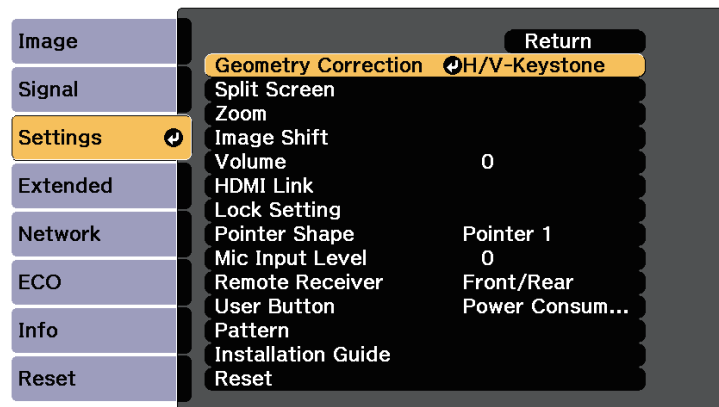 Image
Signal
Settings
Extended
Network
ECO
Info
Reset
Return
Geometry Correction H/V-Keystone
Split Screen
Zoom
Image Shift
Volume 0
HDMI Link
Lock Setting
Pointer Shape Pointer 1
Mic Input Level 0
Remote Receiver Front/Rear
User Button Power Consum...
Pattern
Installation Guide
Reset